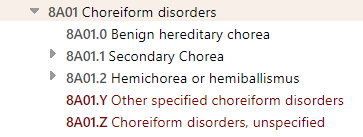 8A01 Choreiform disorders
8A01.0 Benign hereditary chorea
8A01.1 Secondary Chorea
8A01.2 Hemichorea or hemiballismus
8A01.Y Other specified choreiform disorders
8A01.Z Choreiform disorders, unspecified